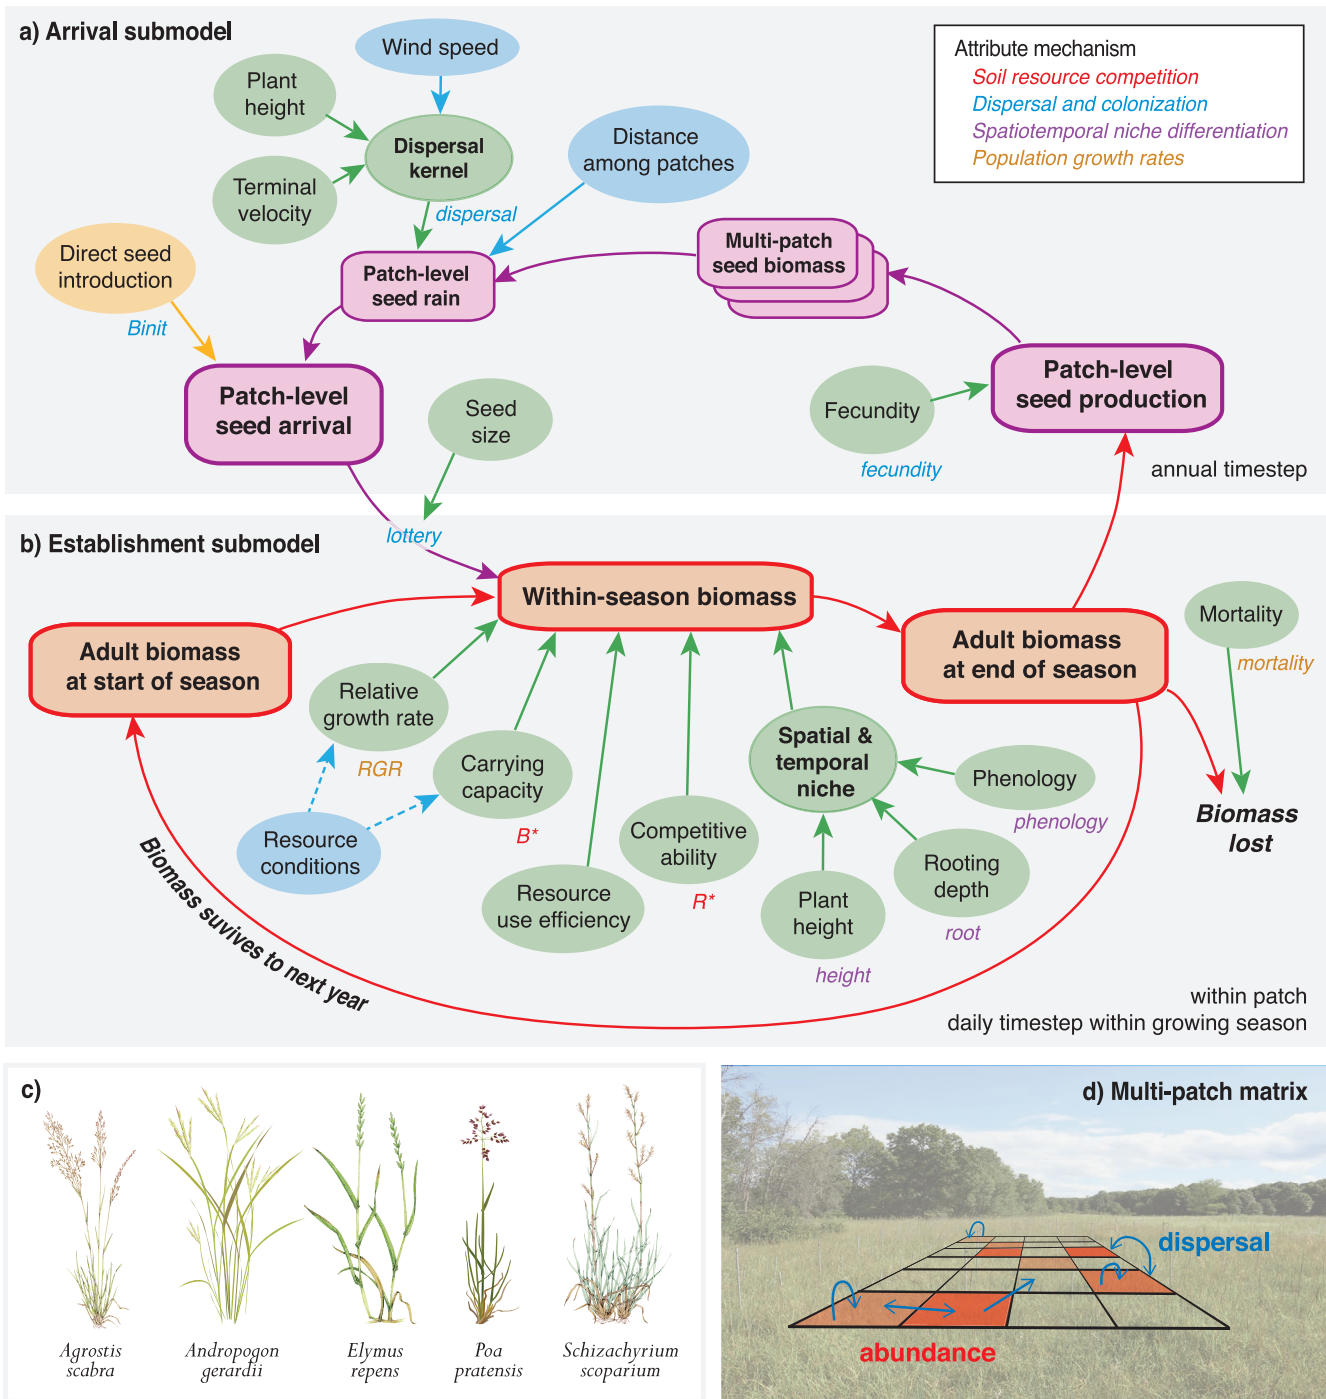 a) Arrival submodel
Wind speed
Plant
height
Dispersal
kernel
Terminal
velocity
Distance
among patches
dispersal
Direct seed
introduction
Binit
Patch-level
seed rain
Multi-patch
seed biomass
Attribute mechanism
Soil resource competition
Dispersal and colonization
Spatiotemporal niche differentiation
Population growth rates
Patch-level
seed arrival
Seed
size
Fecundity
fecundity
Patch-level
seed production
annual timestep
lottery
b) Establishment submodel
Within-season biomass
Adult biomass
at start of season
Adult biomass
at end of season
Mortality
mortality
Relative
growth rate
RGR
Carrying
capacity
B*
Resource
conditions
Resource
use efficiency
Competitive
ability
R*
Spatial &
temporal
niche
Phenology
phenology
Rooting
depth
root
Plant
height
height
Biomass
lost
Biomass suvives to next year
within patch
daily timestep within growing season
c)
Agrostis
scabra
Andropogon
gerardii
Elymus
repens
Poa
pratensis
Schizachyrium
scoparium
d) Multi-patch matrix
dispersal
abundance